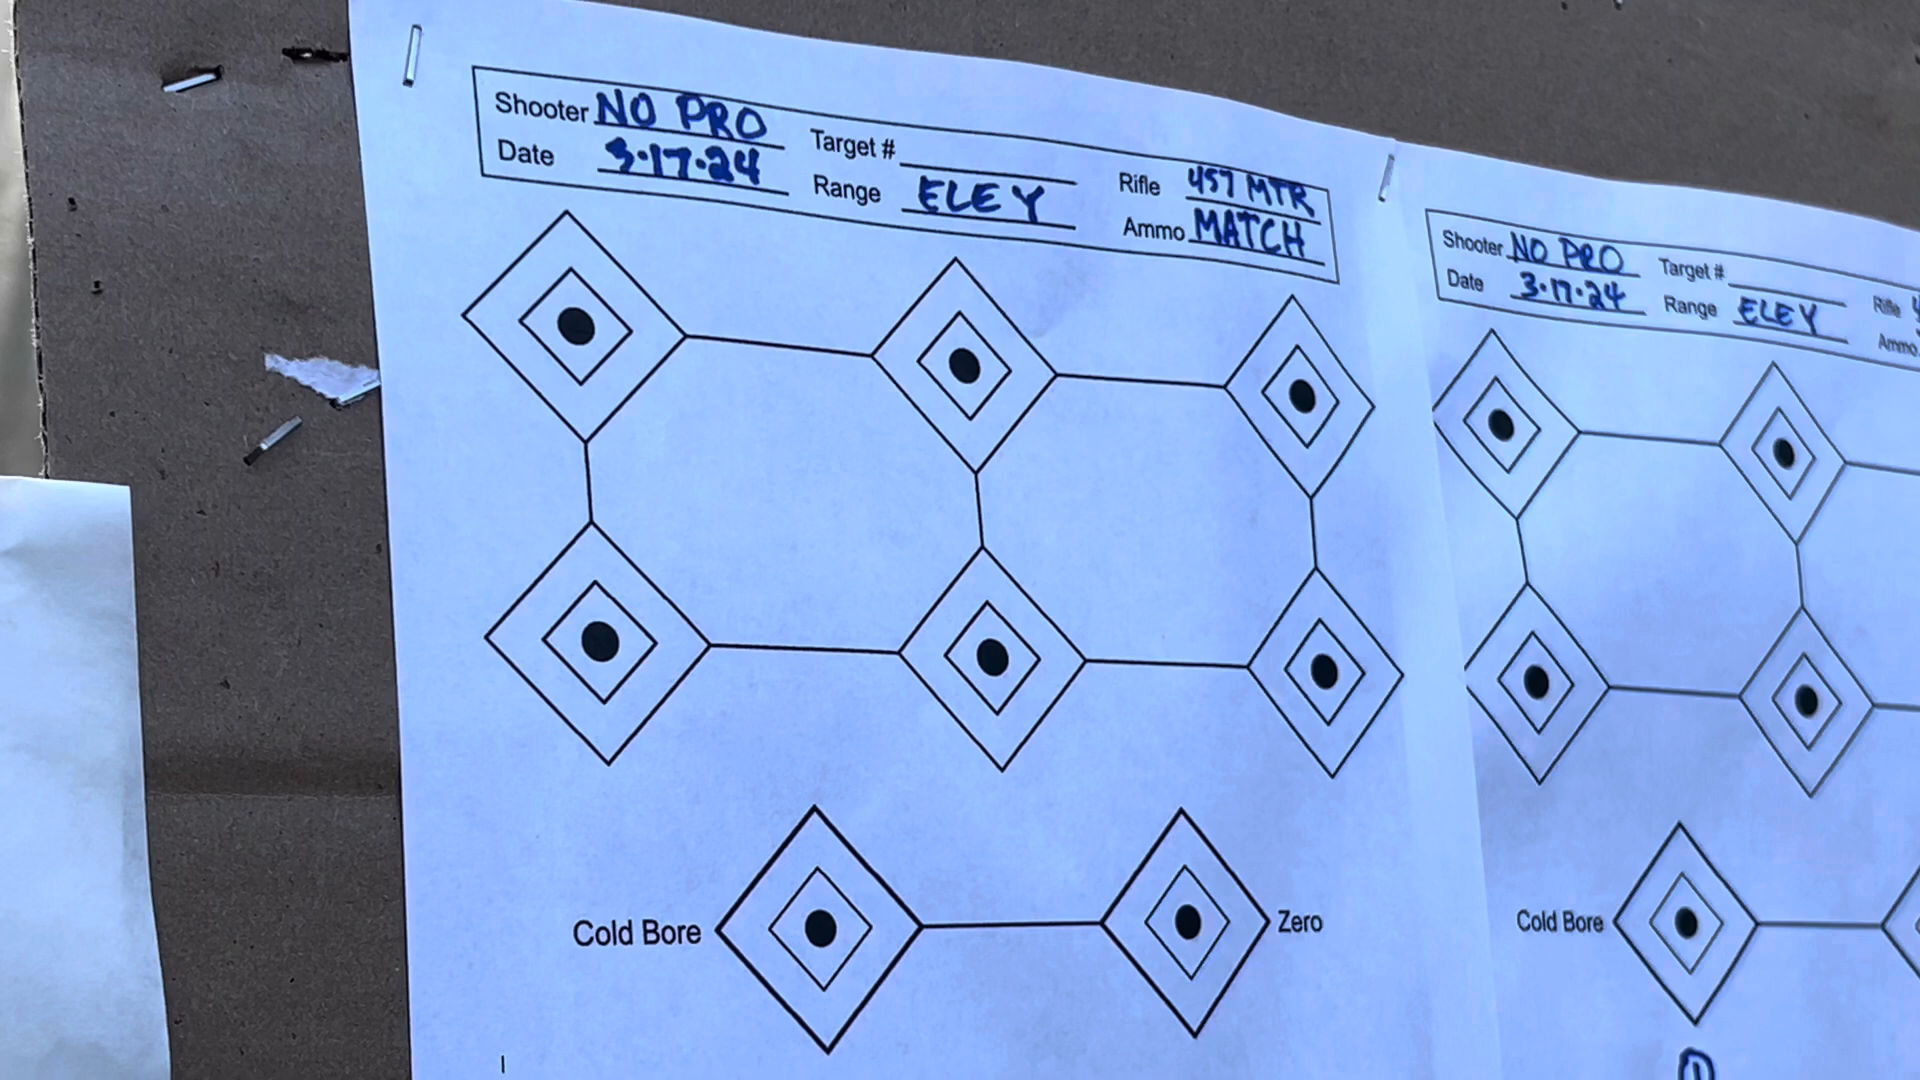 Shooter NO PRO Target # Rifle 457 MTR
Date 3·17·24 Range ELEY Ammo MATCH
Cold Bore Zero
Shooter NO PRO Target # Rifle
Date 3·17·24 Range ELEY Ammo
Cold Bore
1